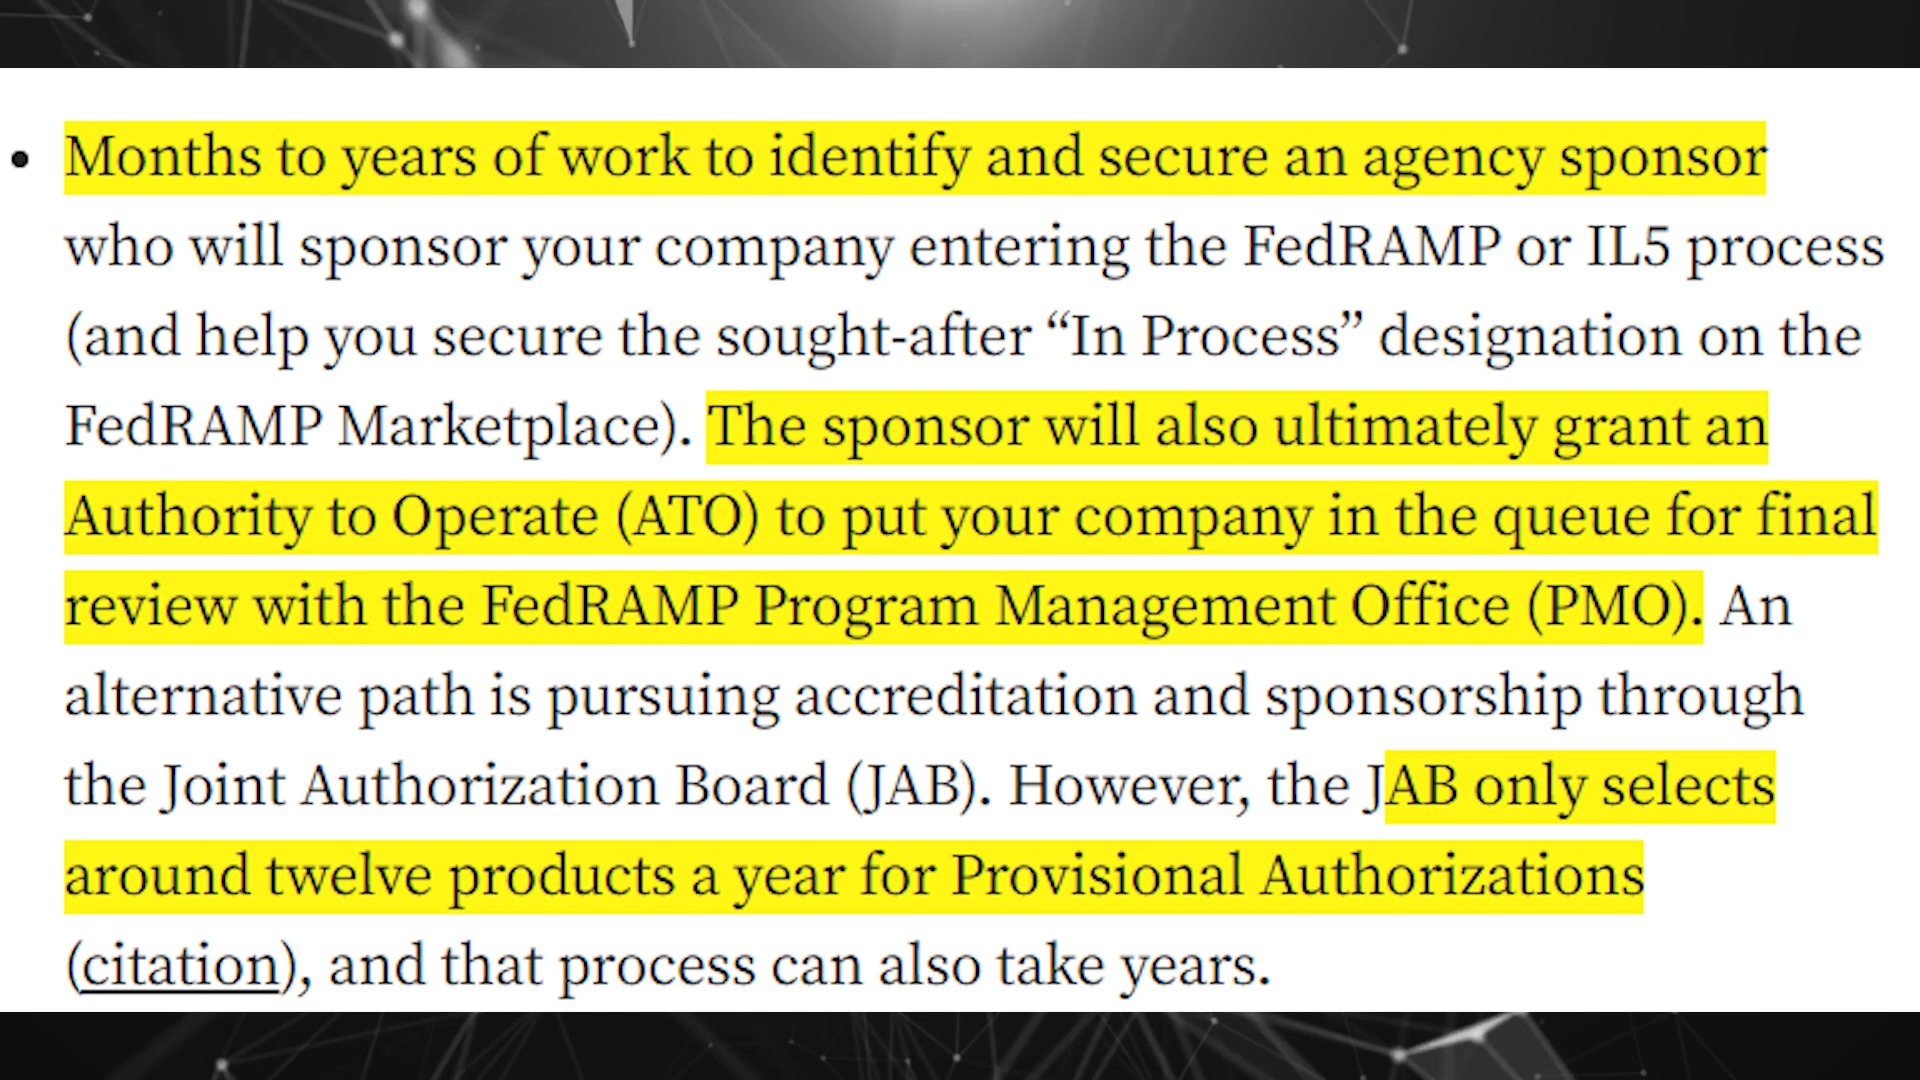 • Months to years of work to identify and secure an agency sponsor
who will sponsor your company entering the FedRAMP or IL5 process
(and help you secure the sought-after “In Process” designation on the
FedRAMP Marketplace). The sponsor will also ultimately grant an
Authority to Operate (ATO) to put your company in the queue for final
review with the FedRAMP Program Management Office (PMO). An
alternative path is pursuing accreditation and sponsorship through
the Joint Authorization Board (JAB). However, the JAB only selects
around twelve products a year for Provisional Authorizations
(citation), and that process can also take years.